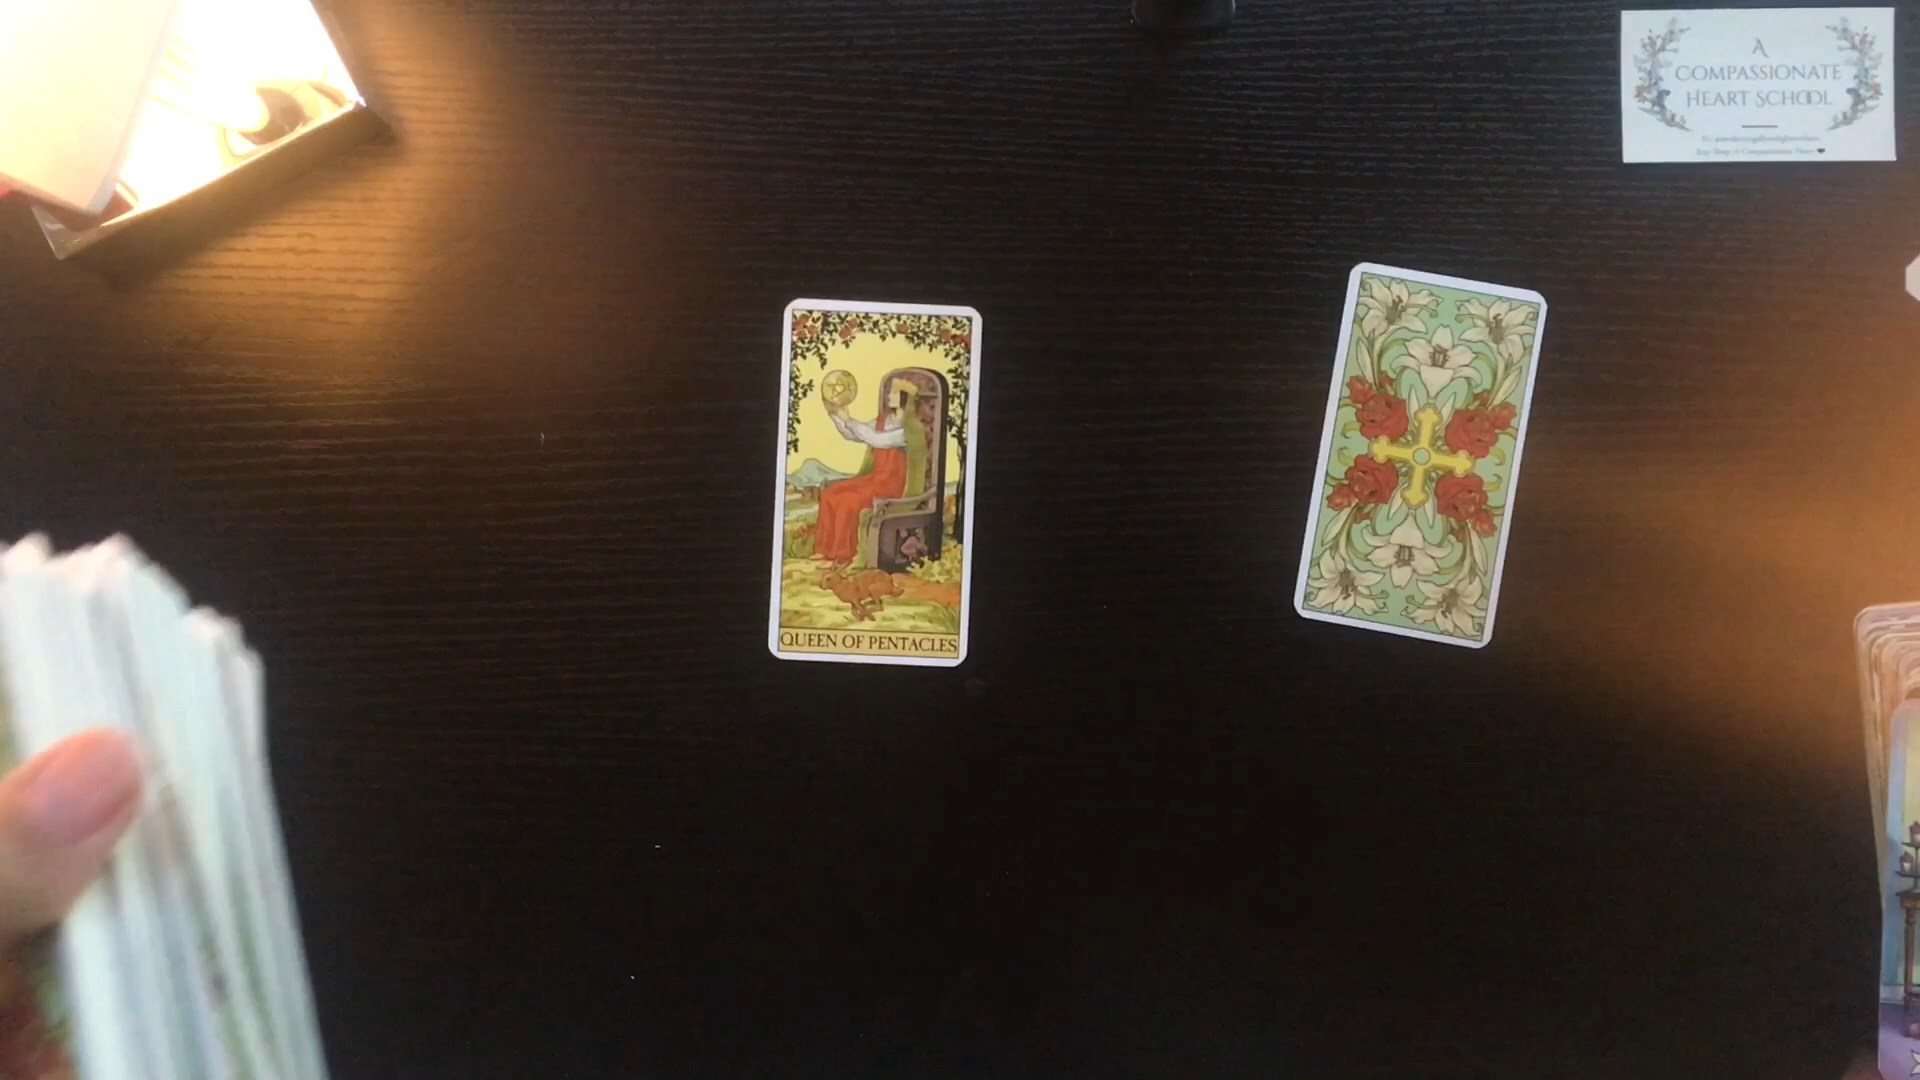 A
COMPASSIONATE
HEART SCHOOL
QUEEN OF PENTACLES